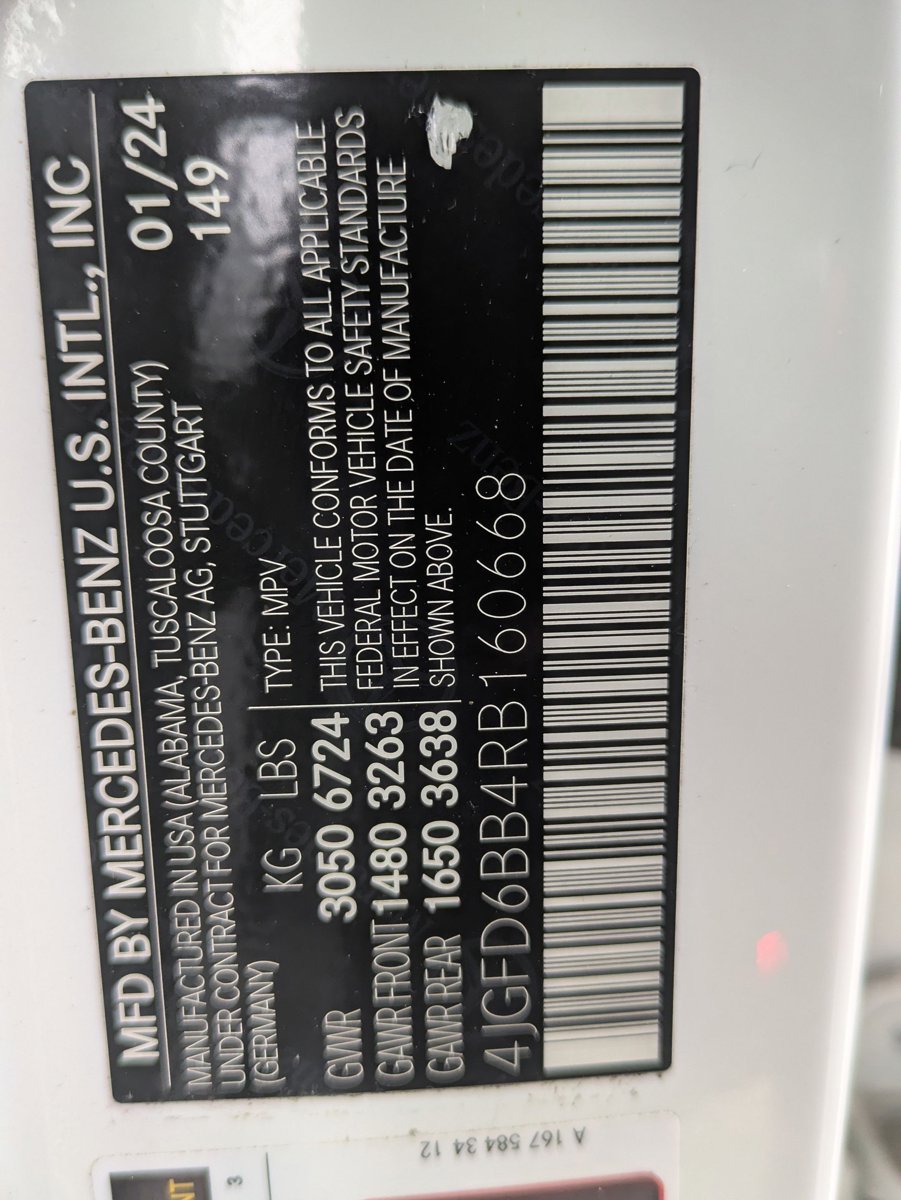 MFD BY MERCEDES-BENZ U.S. INTL., INC
MANUFACTURED IN USA (ALABAMA, TUSCALOOSA COUNTY) 01/24
UNDER CONTRACT FOR MERCEDES-BENZ AG, STUTTGART 149
(GERMANY)
KG LBS TYPE: MPV
GVWR 3050 6724 THIS VEHICLE CONFORMS TO ALL APPLICABLE
GAWR FRONT 1480 3263 FEDERAL MOTOR VEHICLE SAFETY STANDARDS
GAWR REAR 1650 3638 IN EFFECT ON THE DATE OF MANUFACTURE
SHOWN ABOVE.
4JGFD6BB4RB160668
A 167 584 34 12
3